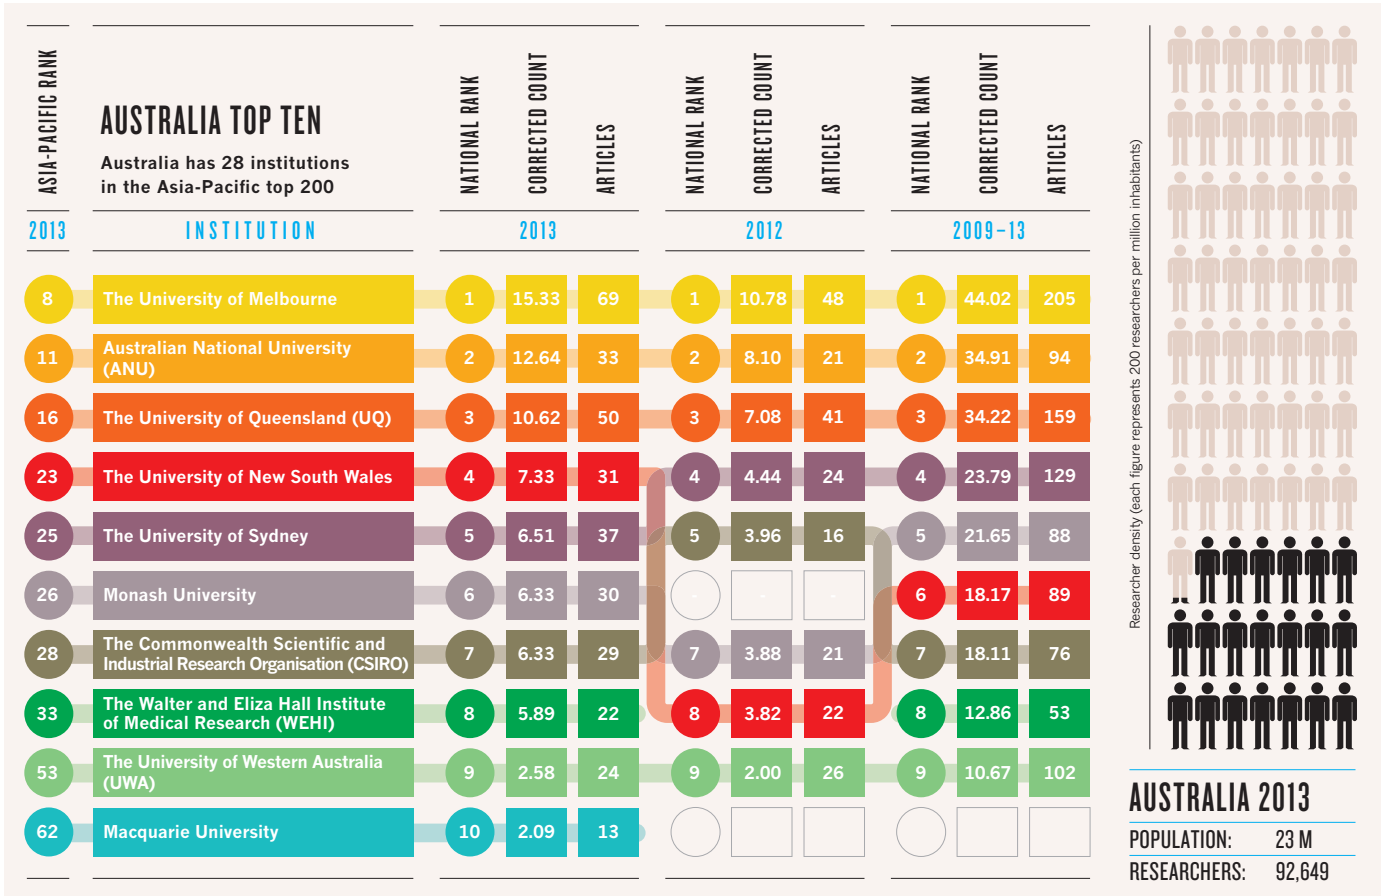 ASIA-PACIFIC RANK
AUSTRALIA TOP TEN
Australia has 28 institutions
in the Asia-Pacific top 200
NATIONAL RANK
CORRECTED COUNT
ARTICLES
NATIONAL RANK
CORRECTED COUNT
ARTICLES
NATIONAL RANK
CORRECTED COUNT
ARTICLES
2013 INSTITUTION 2013 2012 2009–13
8 The University of Melbourne 1 15.33 69 1 10.78 48 1 44.02 205
11 Australian National University
(ANU) 2 12.64 33 2 8.10 21 2 34.91 94
16 The University of Queensland (UQ) 3 10.62 50 3 7.08 41 3 34.22 159
23 The University of New South Wales 4 7.33 31 4 4.44 24 4 23.79 129
25 The University of Sydney 5 6.51 37 5 3.96 16 5 21.65 88
26 Monash University 6 6.33 30 - - - 6 18.17 89
28 The Commonwealth Scientific and
Industrial Research Organisation (CSIRO) 7 6.33 29 7 3.88 21 7 18.11 76
33 The Walter and Eliza Hall Institute
of Medical Research (WEHI) 8 5.89 22 8 3.82 22 8 12.86 53
53 The University of Western Australia
(UWA) 9 2.58 24 9 2.00 26 9 10.67 102
62 Macquarie University 10 2.09 13
Researcher density (each figure represents 200 researchers per million inhabitants)
AUSTRALIA 2013
POPULATION: 23 M
RESEARCHERS: 92,649